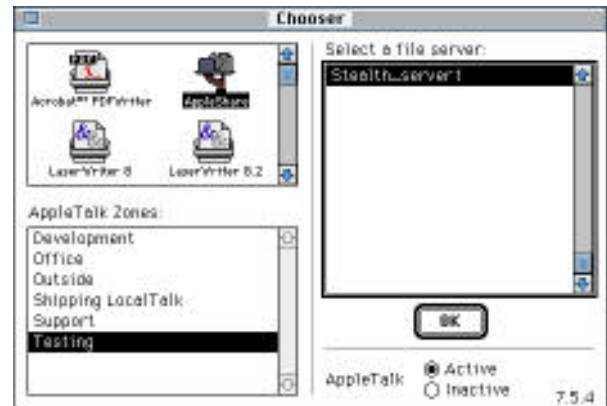 Chooser
Acrobat™ PDFWriter
AppleShare
LaserWriter 8
LaserWriter 8.2
AppleTalk Zones:
Development
Office
Outside
Shipping LocalTalk
Support
Testing
Select a file server:
Stealth_server1
OK
AppleTalk
Active
Inactive
7.5.4